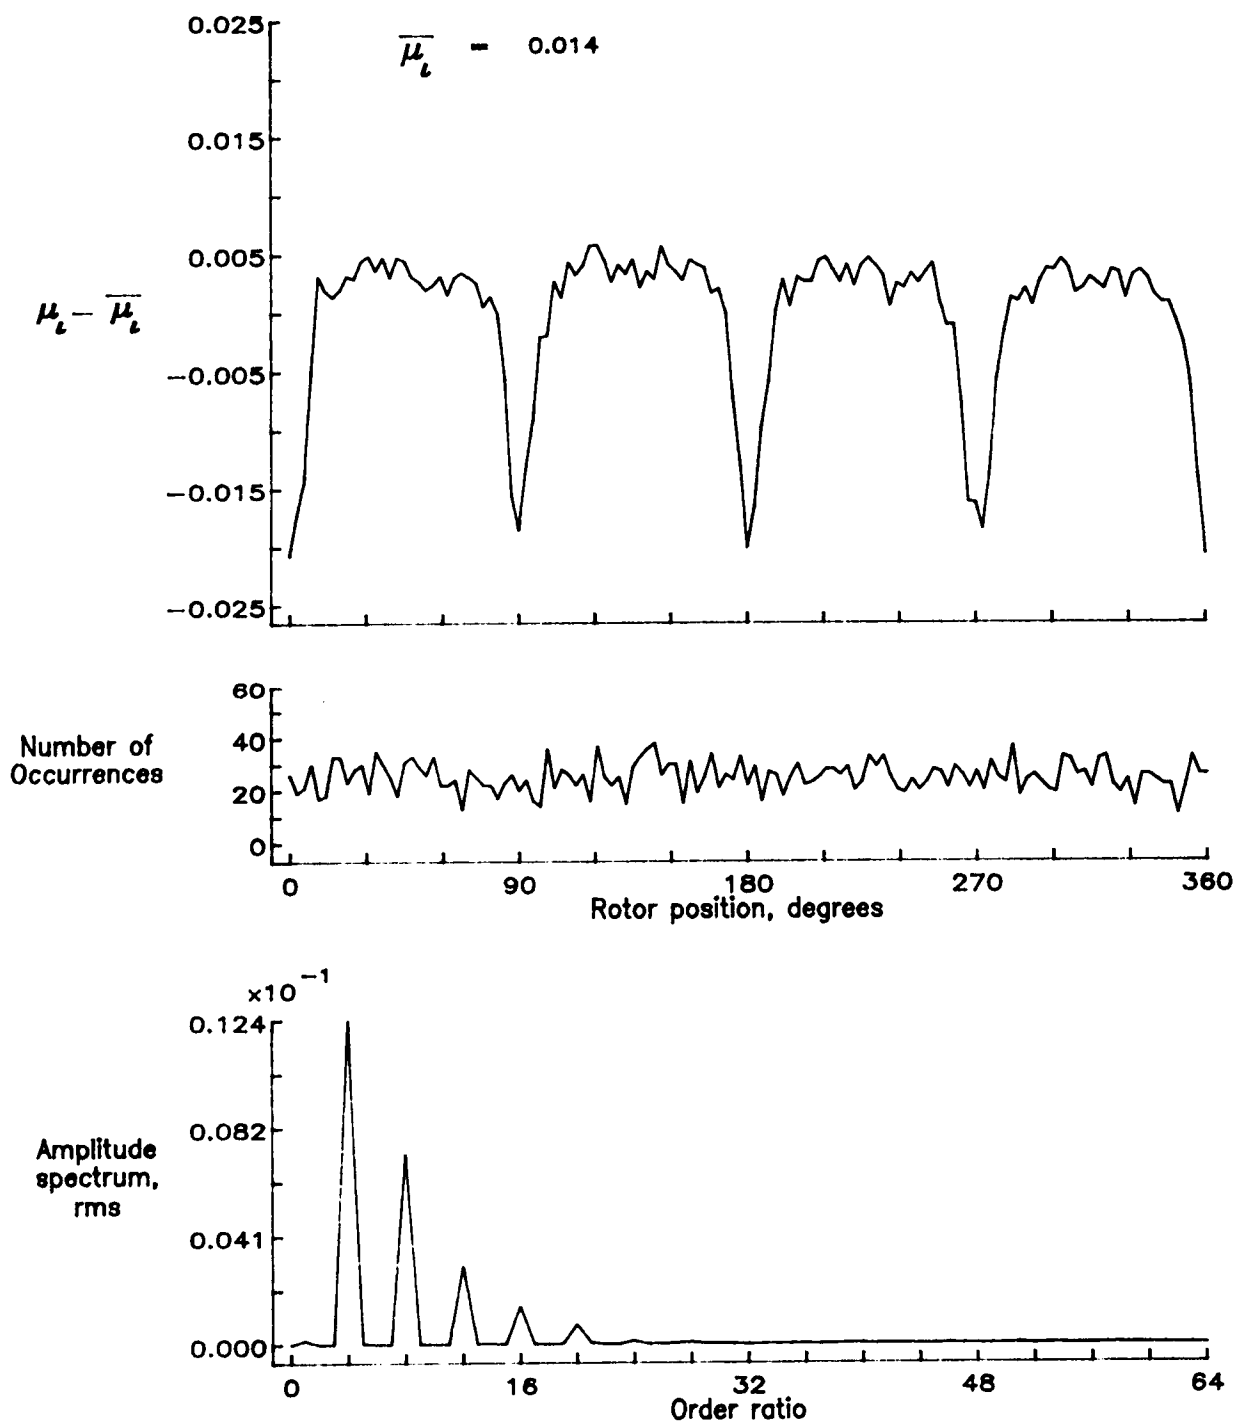 0.025
μ̅ι = 0.014
0.015
0.005
μι − μ̅ι
−0.005
−0.015
−0.025
60
Number of
Occurrences
40
20
0
0 90 180 270 360
Rotor position, degrees
×10 −1
0.124
0.082
Amplitude
spectrum,
rms
0.041
0.000
0 16 32 48 64
Order ratio